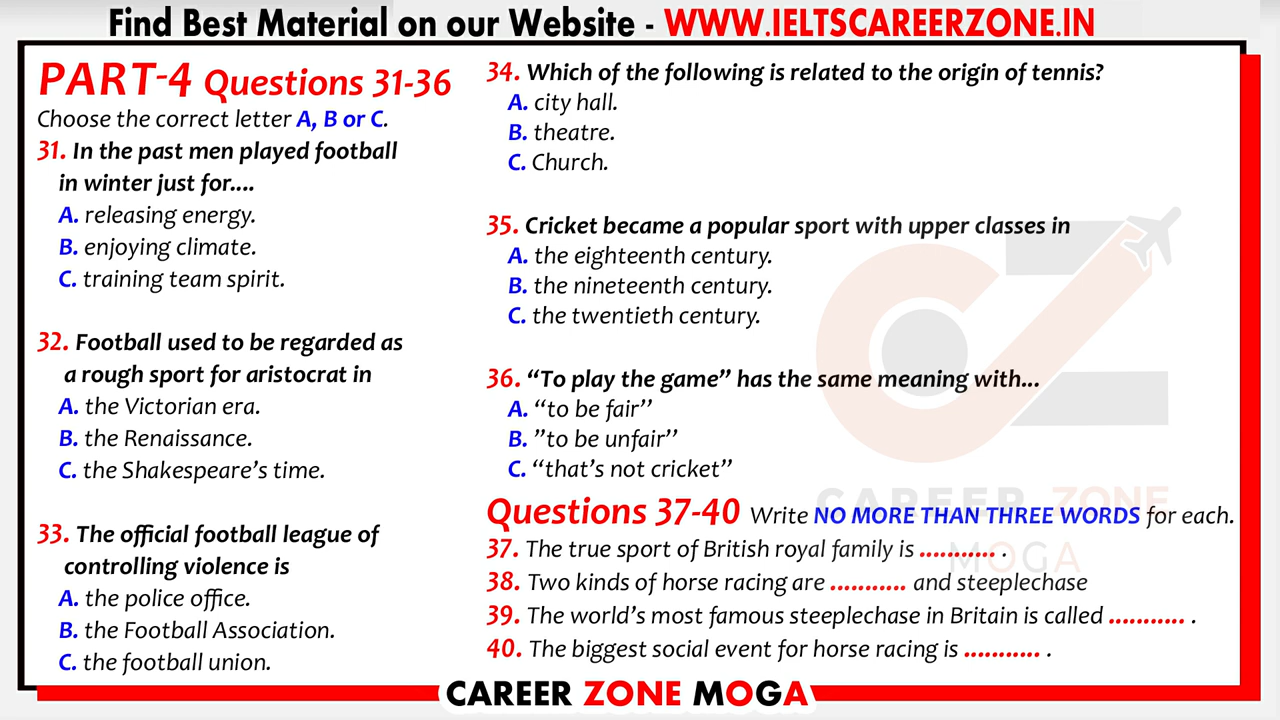 Find Best Material on our Website - WWW.IELTSCAREERZONE.IN
PART-4 Questions 31-36
Choose the correct letter A, B or C.
31. In the past men played football
in winter just for....
A. releasing energy.
B. enjoying climate.
C. training team spirit.
32. Football used to be regarded as
a rough sport for aristocrat in
A. the Victorian era.
B. the Renaissance.
C. the Shakespeare's time.
33. The official football league of
controlling violence is
A. the police office.
B. the Football Association.
C. the football union.
34. Which of the following is related to the origin of tennis?
A. city hall.
B. theatre.
C. Church.
35. Cricket became a popular sport with upper classes in
A. the eighteenth century.
B. the nineteenth century.
C. the twentieth century.
36. “To play the game” has the same meaning with...
A. “to be fair”
B. ”to be unfair”
C. “that’s not cricket”
Questions 37-40 Write NO MORE THAN THREE WORDS for each.
37. The true sport of British royal family is ........... .
38. Two kinds of horse racing are ........... and steeplechase
39. The world’s most famous steeplechase in Britain is called ........... .
40. The biggest social event for horse racing is ........... .
CAREER ZONE
MOGA
CAREER ZONE MOGA